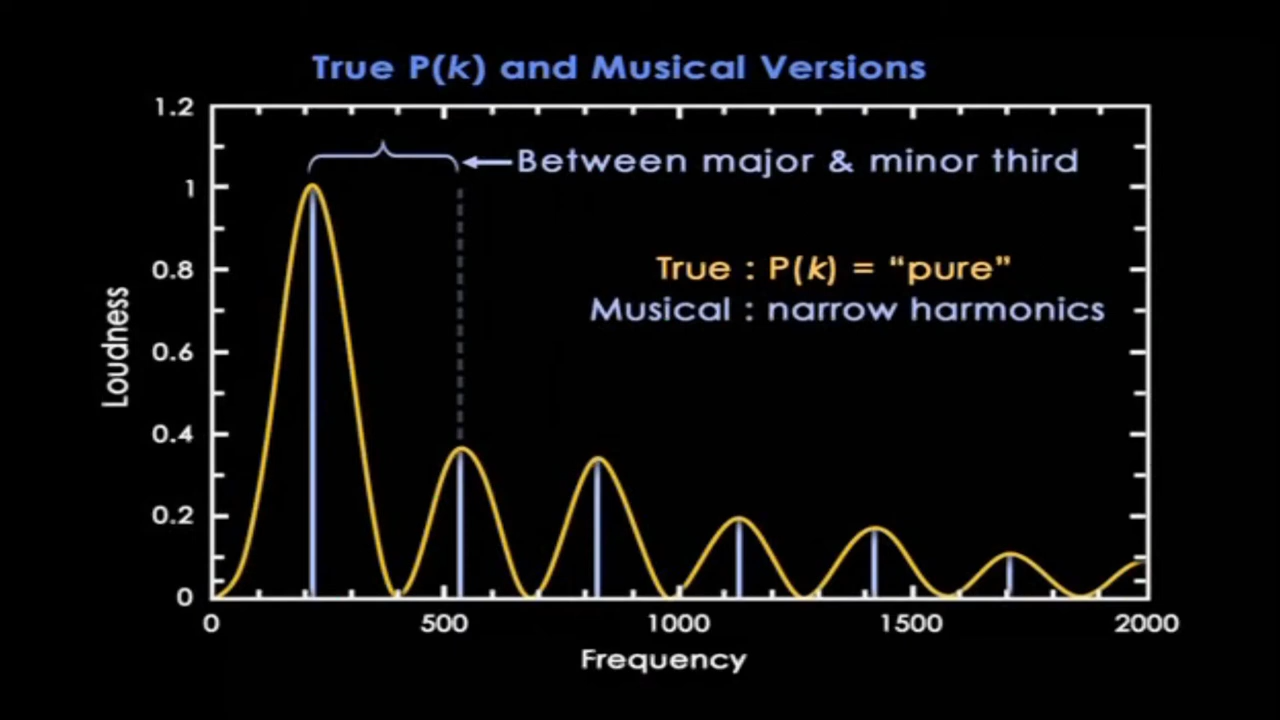 True P(k) and Musical Versions
1.2
Between major & minor third
1
0.8
True : P(k) = “pure”
Musical : narrow harmonics
Loudness
0.6
0.4
0.2
0
0 500 1000 1500 2000
Frequency